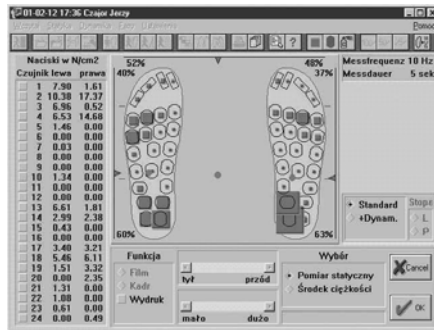 01-02-12 17:36 Czajor Jerzy
Pomoc
Naciski w N/cm2
Czujnik lewa prawa
1 7.90 1.61
2 10.38 17.37
3 6.96 0.52
4 6.53 14.68
5 1.46 0.00
6 0.00 0.00
7 0.03 0.00
8 0.00 0.00
9 0.00 0.00
10 1.34 0.00
11 0.00 0.00
12 0.00 0.00
13 6.61 1.81
14 2.99 2.38
15 0.43 0.00
16 0.00 0.00
17 3.40 3.21
18 5.46 6.11
19 1.51 3.32
20 0.00 2.35
21 1.31 0.00
22 1.08 0.00
23 0.61 0.00
24 0.00 0.49
52% 48%
40% 37%
60% 63%
Messfrequenz 10 Hz
Messdauer 5 sek
Standard
+Dynam.
Stope
L
P
Funkcja
Film
Kadr
Wydruk
tył przód
mało dużo
Wybór
Pomiar statyczny
Środek ciężkości
Cancel
OK